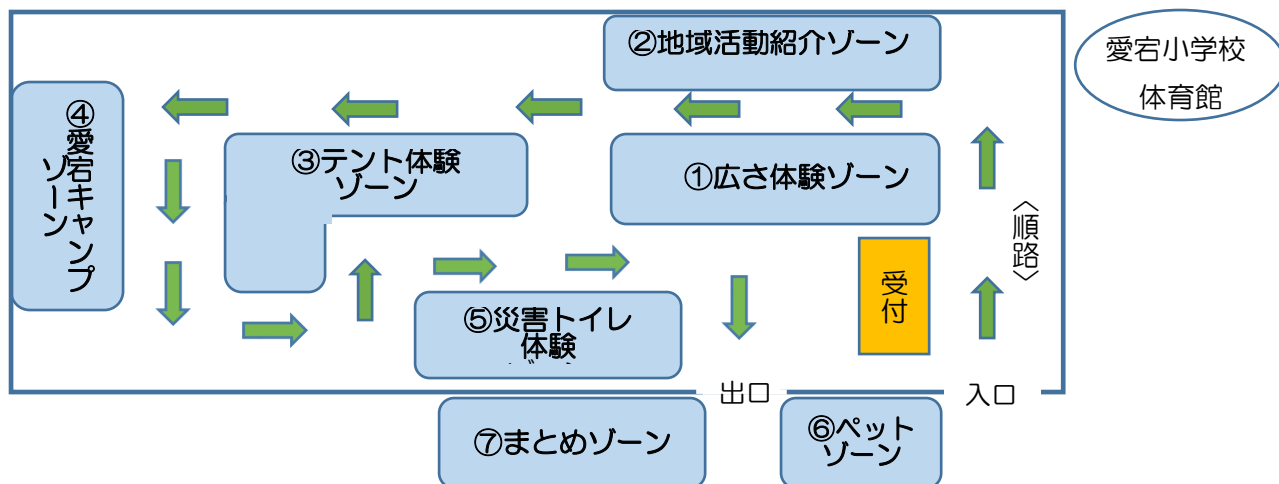 愛宕小学校
体育館
②地域活動紹介ゾーン
①広さ体験ゾーン
③テント体験
ゾーン
④愛宕キャンプ
ゾーン
〈順路〉
受付
⑤災害トイレ
体験
出口
入口
⑥ペット
ゾーン
⑦まとめゾーン